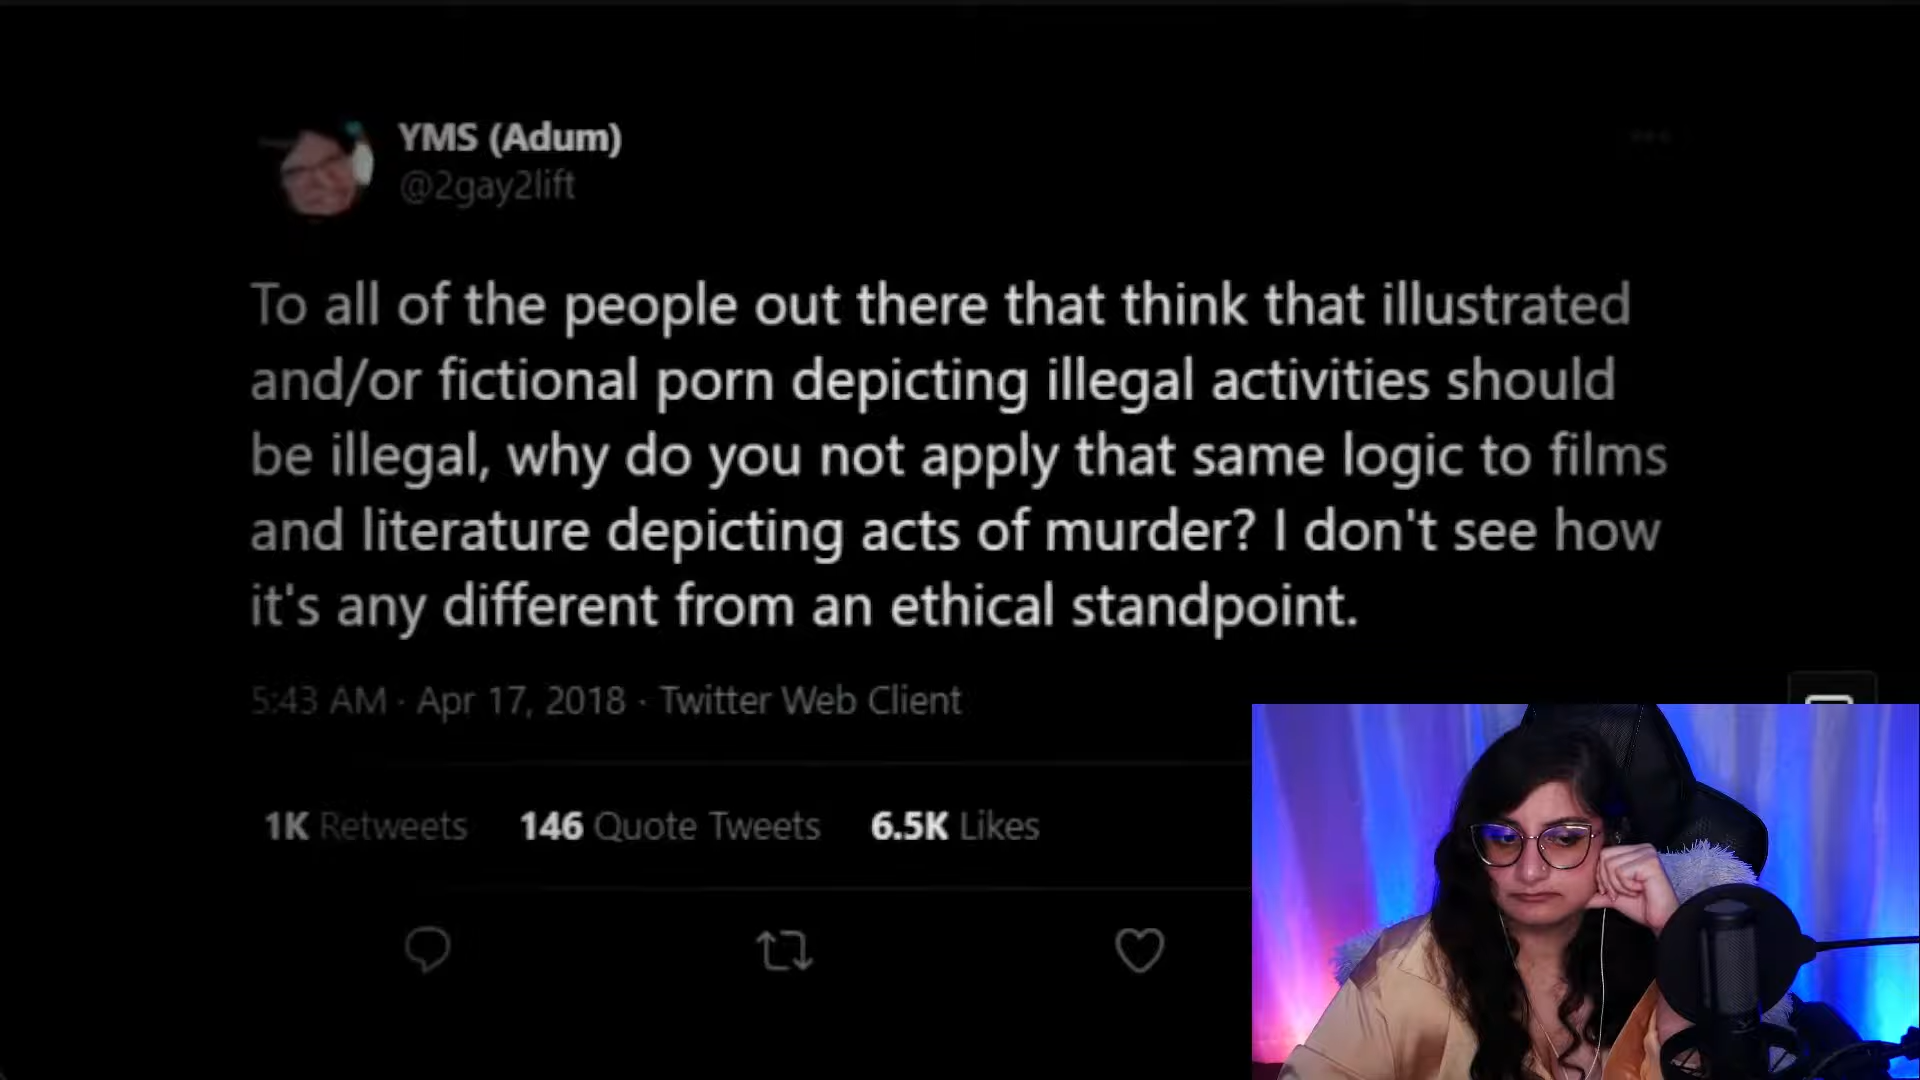 YMS (Adum)
@2gay2lift
To all of the people out there that think that illustrated
and/or fictional porn depicting illegal activities should
be illegal, why do you not apply that same logic to films
and literature depicting acts of murder? I don't see how
it's any different from an ethical standpoint.
5:43 AM · Apr 17, 2018 · Twitter Web Client
1K Retweets 146 Quote Tweets 6.5K Likes